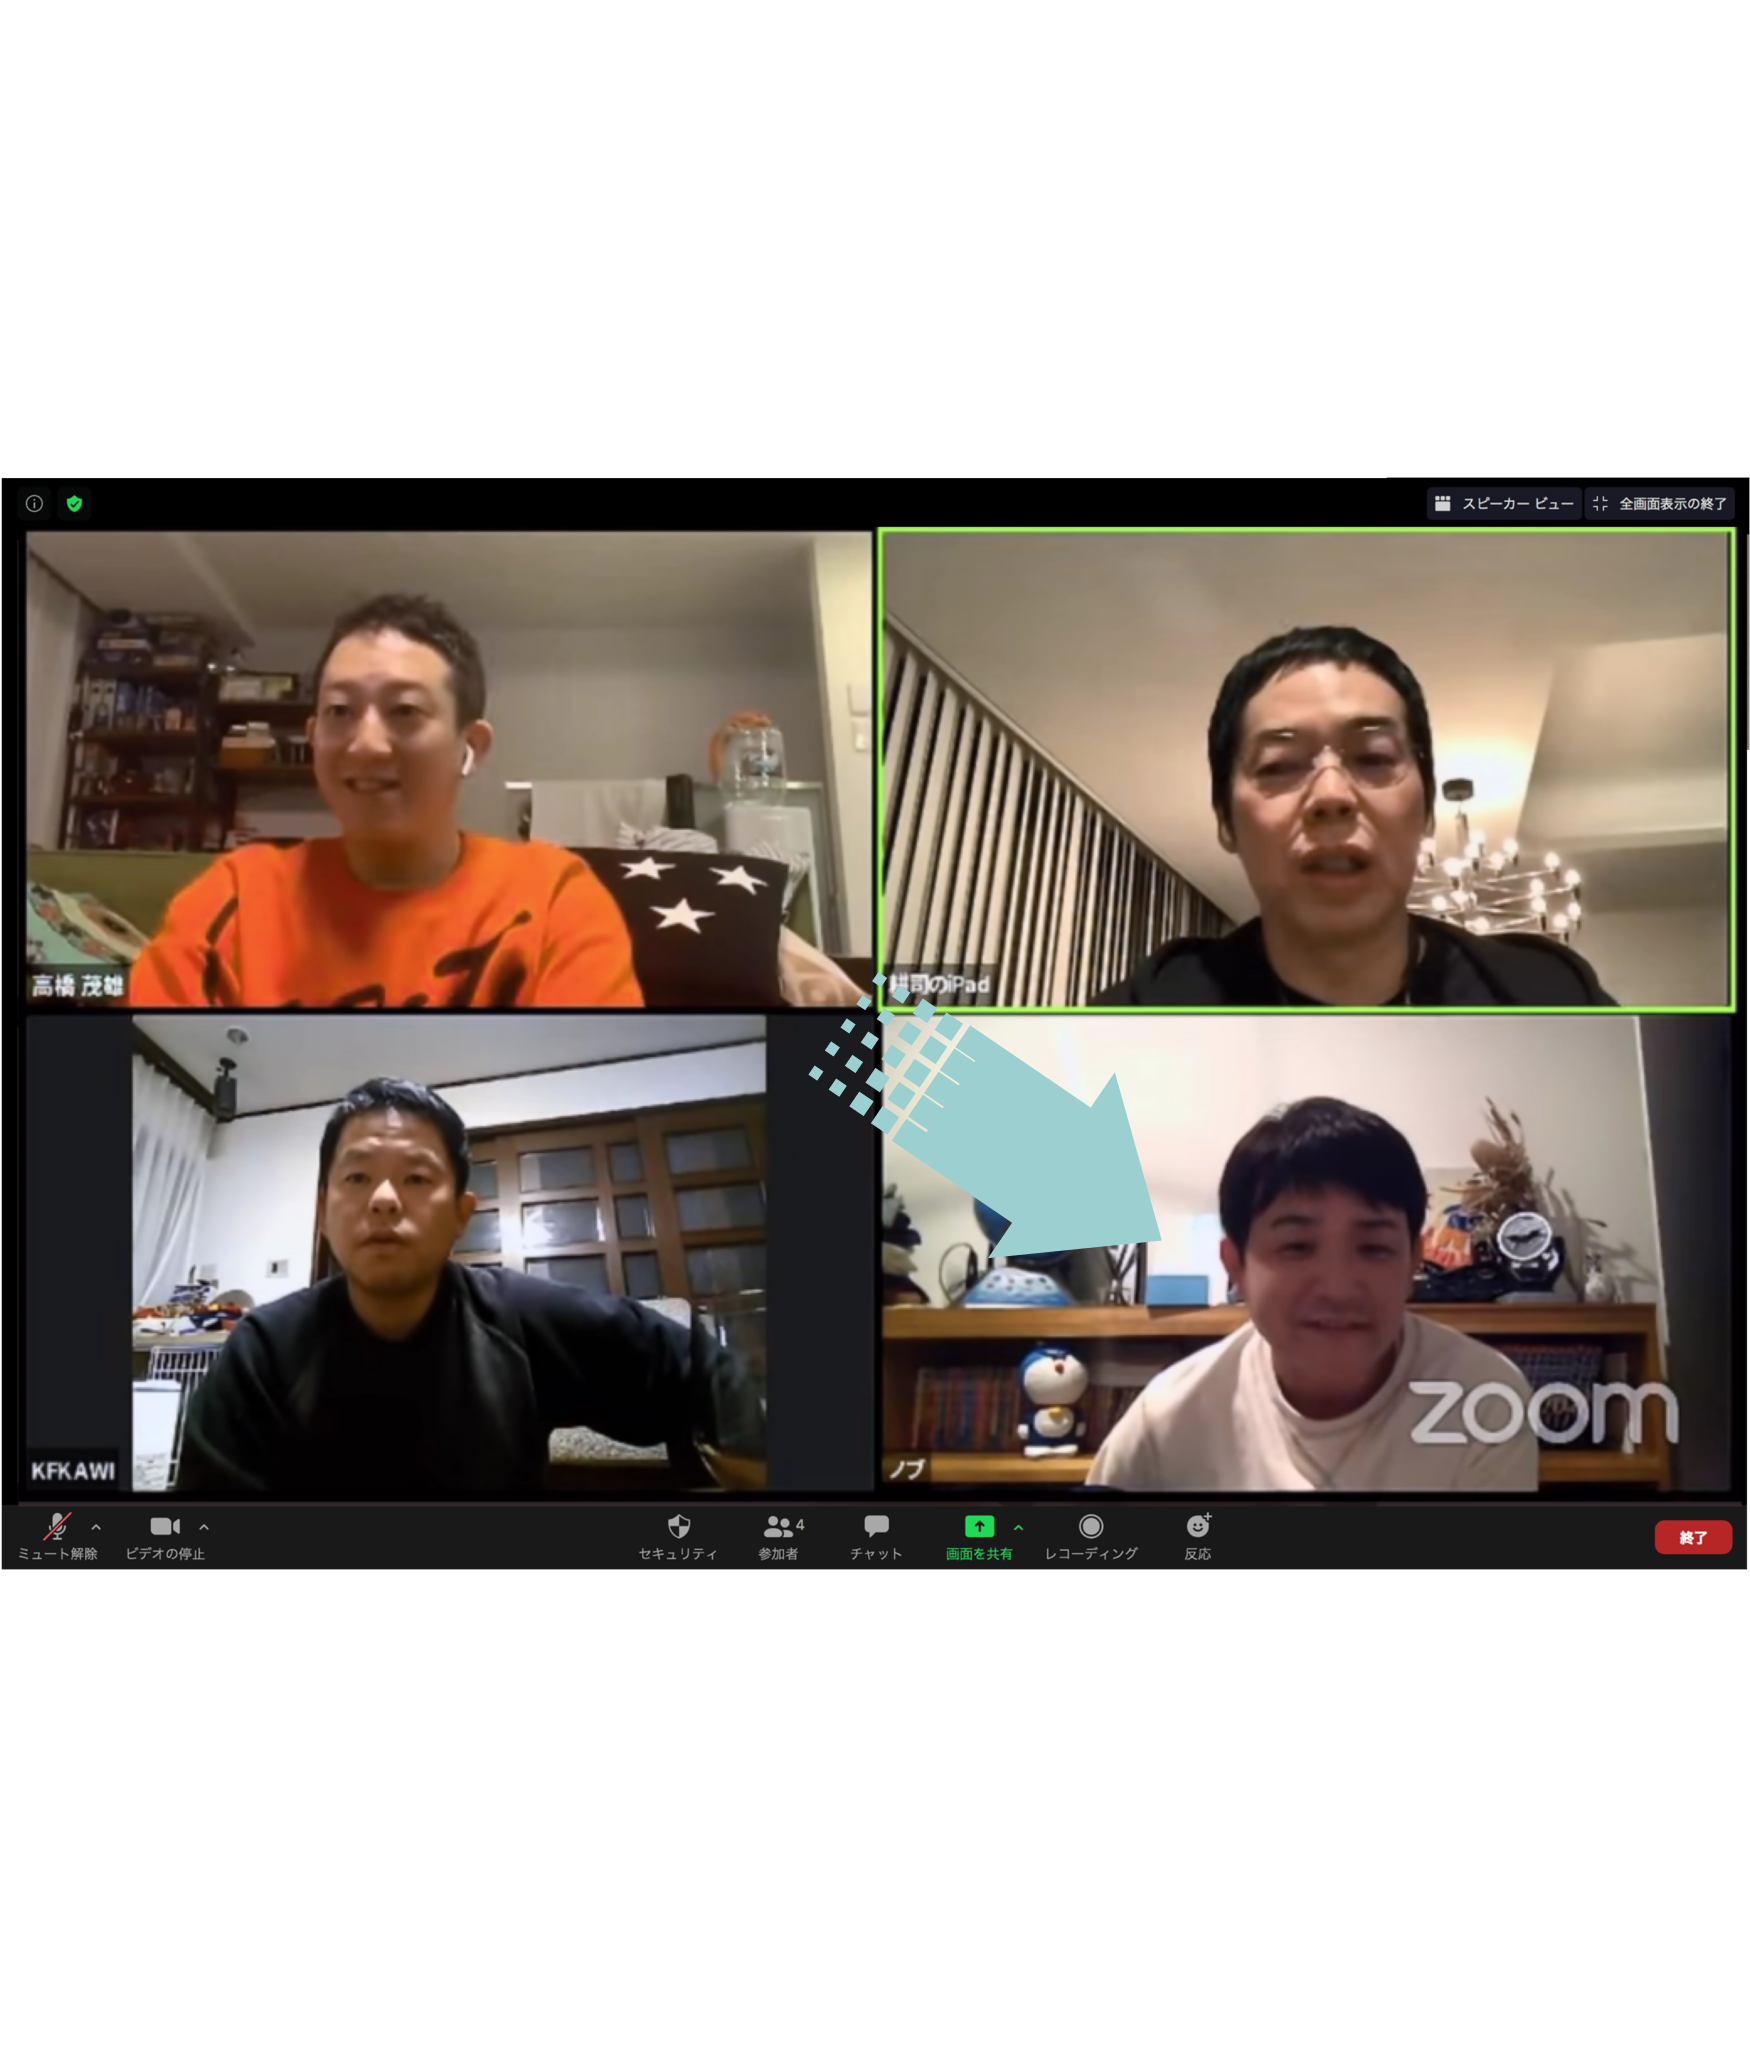 スピーカー ビュー
全画面表示の終了
高橋 茂雄
耕司のiPad
KFKAWI
ノブ
zoom
ミュート解除
ビデオの停止
セキュリティ
参加者
4
チャット
画面を共有
レコーディング
反応
終了